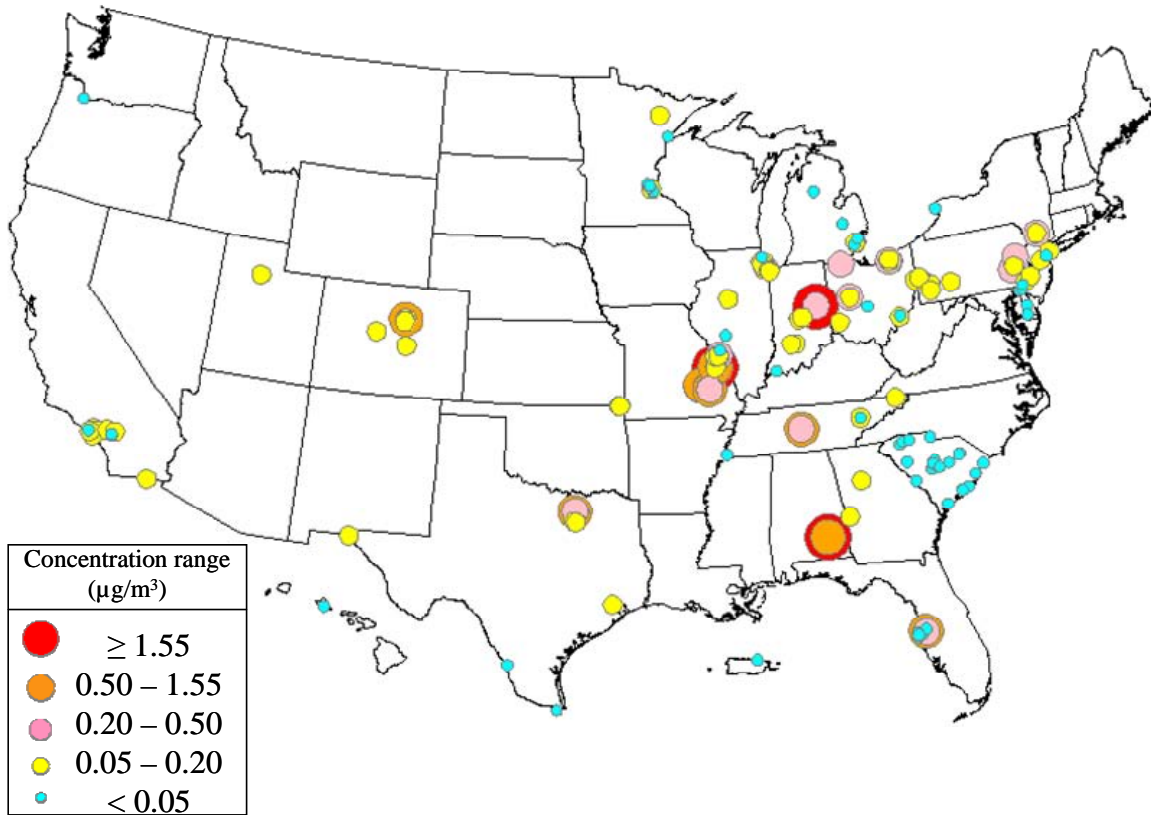 Concentration range
(µg/m³)
≥ 1.55
0.50 – 1.55
0.20 – 0.50
0.05 – 0.20
< 0.05